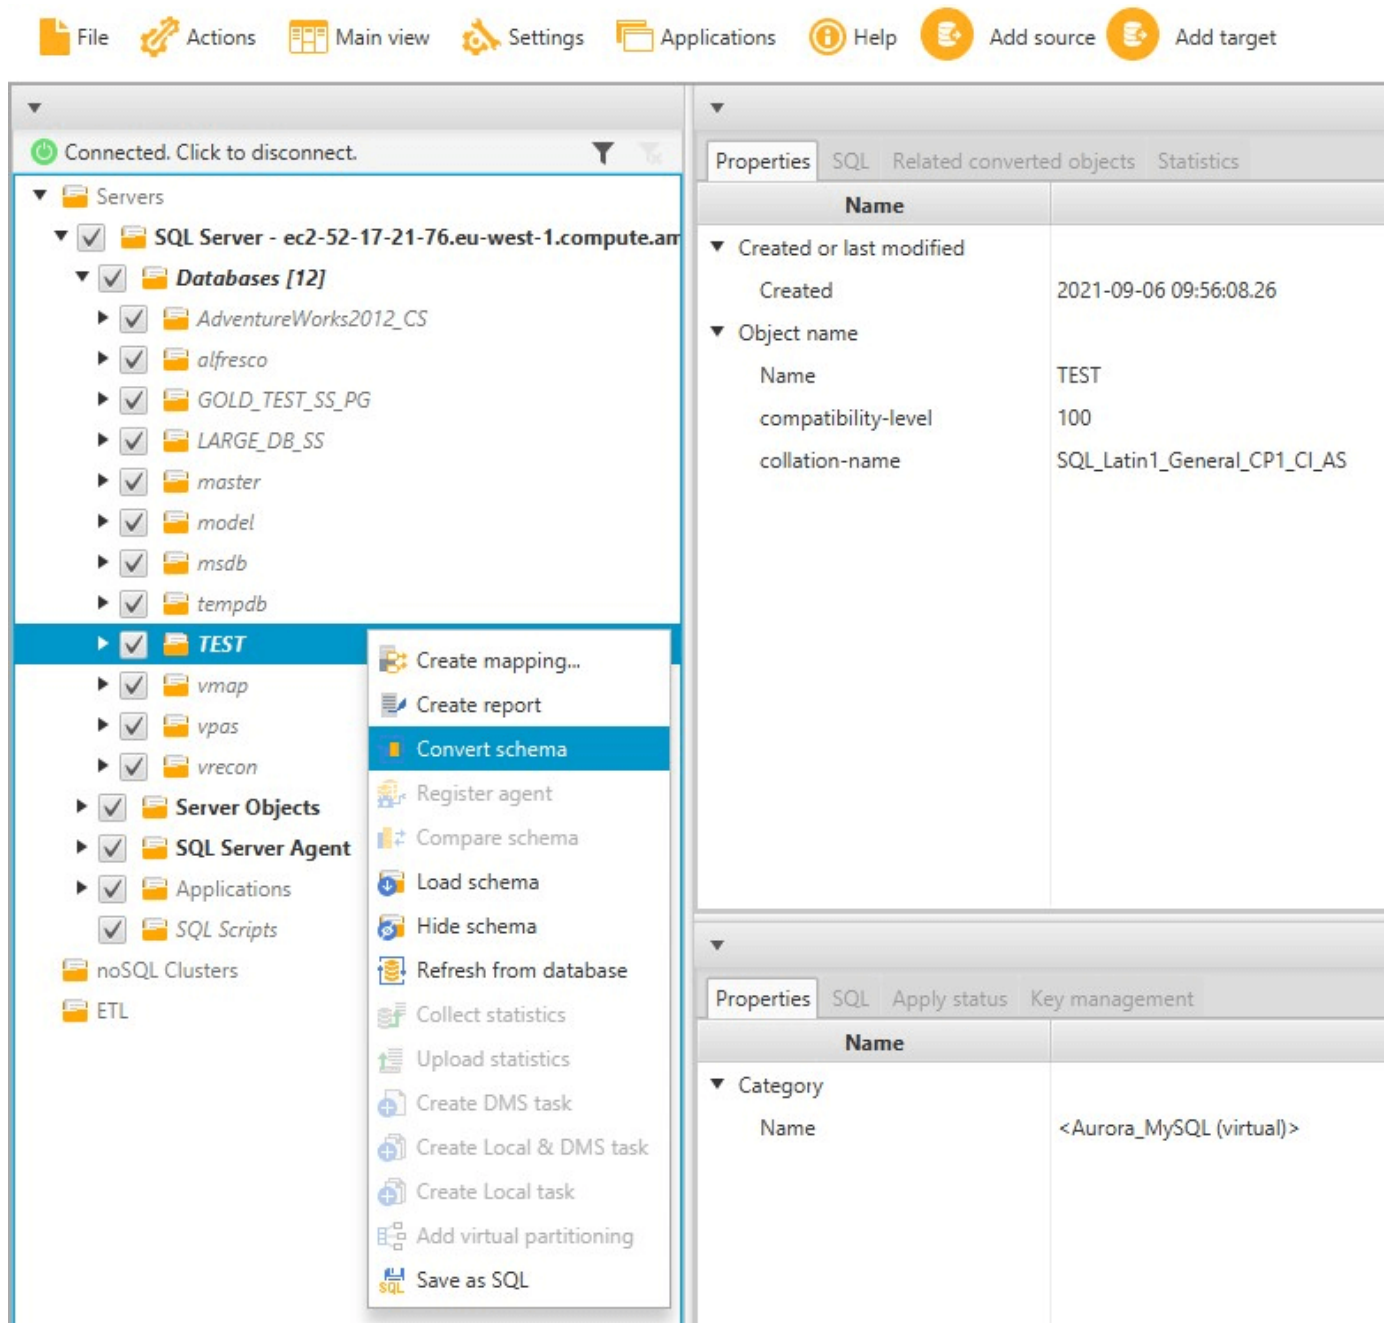 File Actions Main view Settings Applications Help Add source Add target
Connected. Click to disconnect.
Servers
SQL Server - ec2-52-17-21-76.eu-west-1.compute.am
Databases [12]
AdventureWorks2012_CS
alfresco
GOLD_TEST_SS_PG
LARGE_DB_SS
master
model
msdb
tempdb
TEST
vmap
vpas
vrecon
Server Objects
SQL Server Agent
Applications
SQL Scripts
noSQL Clusters
ETL
Create mapping...
Create report
Convert schema
Register agent
Compare schema
Load schema
Hide schema
Refresh from database
Collect statistics
Upload statistics
Create DMS task
Create Local & DMS task
Create Local task
Add virtual partitioning
SQL Save as SQL
Properties SQL Related converted objects Statistics
Name
Created or last modified
Created 2021-09-06 09:56:08.26
Object name
Name TEST
compatibility-level 100
collation-name SQL_Latin1_General_CP1_CI_AS
Properties SQL Apply status Key management
Name
Category
Name <Aurora_MySQL (virtual)>